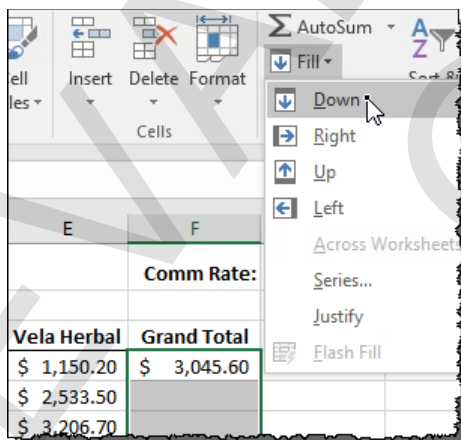 Σ AutoSum
Fill
ell
les
Insert
Delete
Format
Cells
Down
Right
Up
Left
Across Worksheets
Series...
Justify
Flash Fill
E F
Comm Rate:
Vela Herbal Grand Total
$ 1,150.20 $ 3,045.60
$ 2,533.50
$ 3,206.70